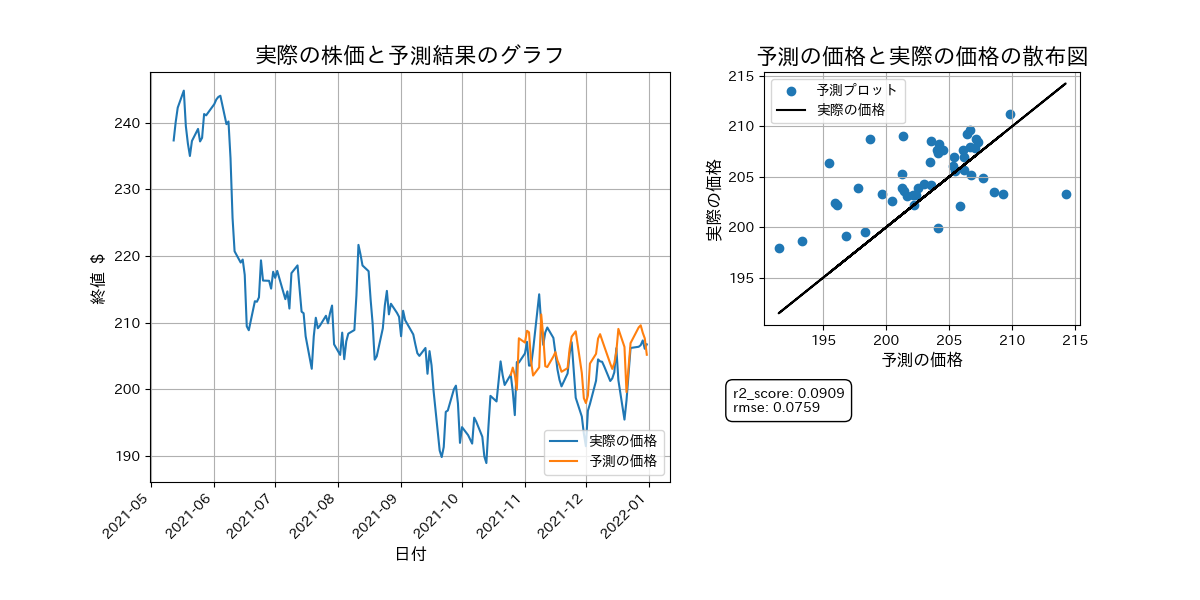 実際の株価と予測結果のグラフ
終値 $
240
230
220
210
200
190
2021-05
2021-06
2021-07
2021-08
2021-09
2021-10
2021-11
2021-12
2022-01
日付
実際の価格
予測の価格
予測の価格と実際の価格の散布図
実際の価格
215
210
205
200
195
予測プロット
実際の価格
195
200
205
210
215
予測の価格
r2_score: 0.0909
rmse: 0.0759